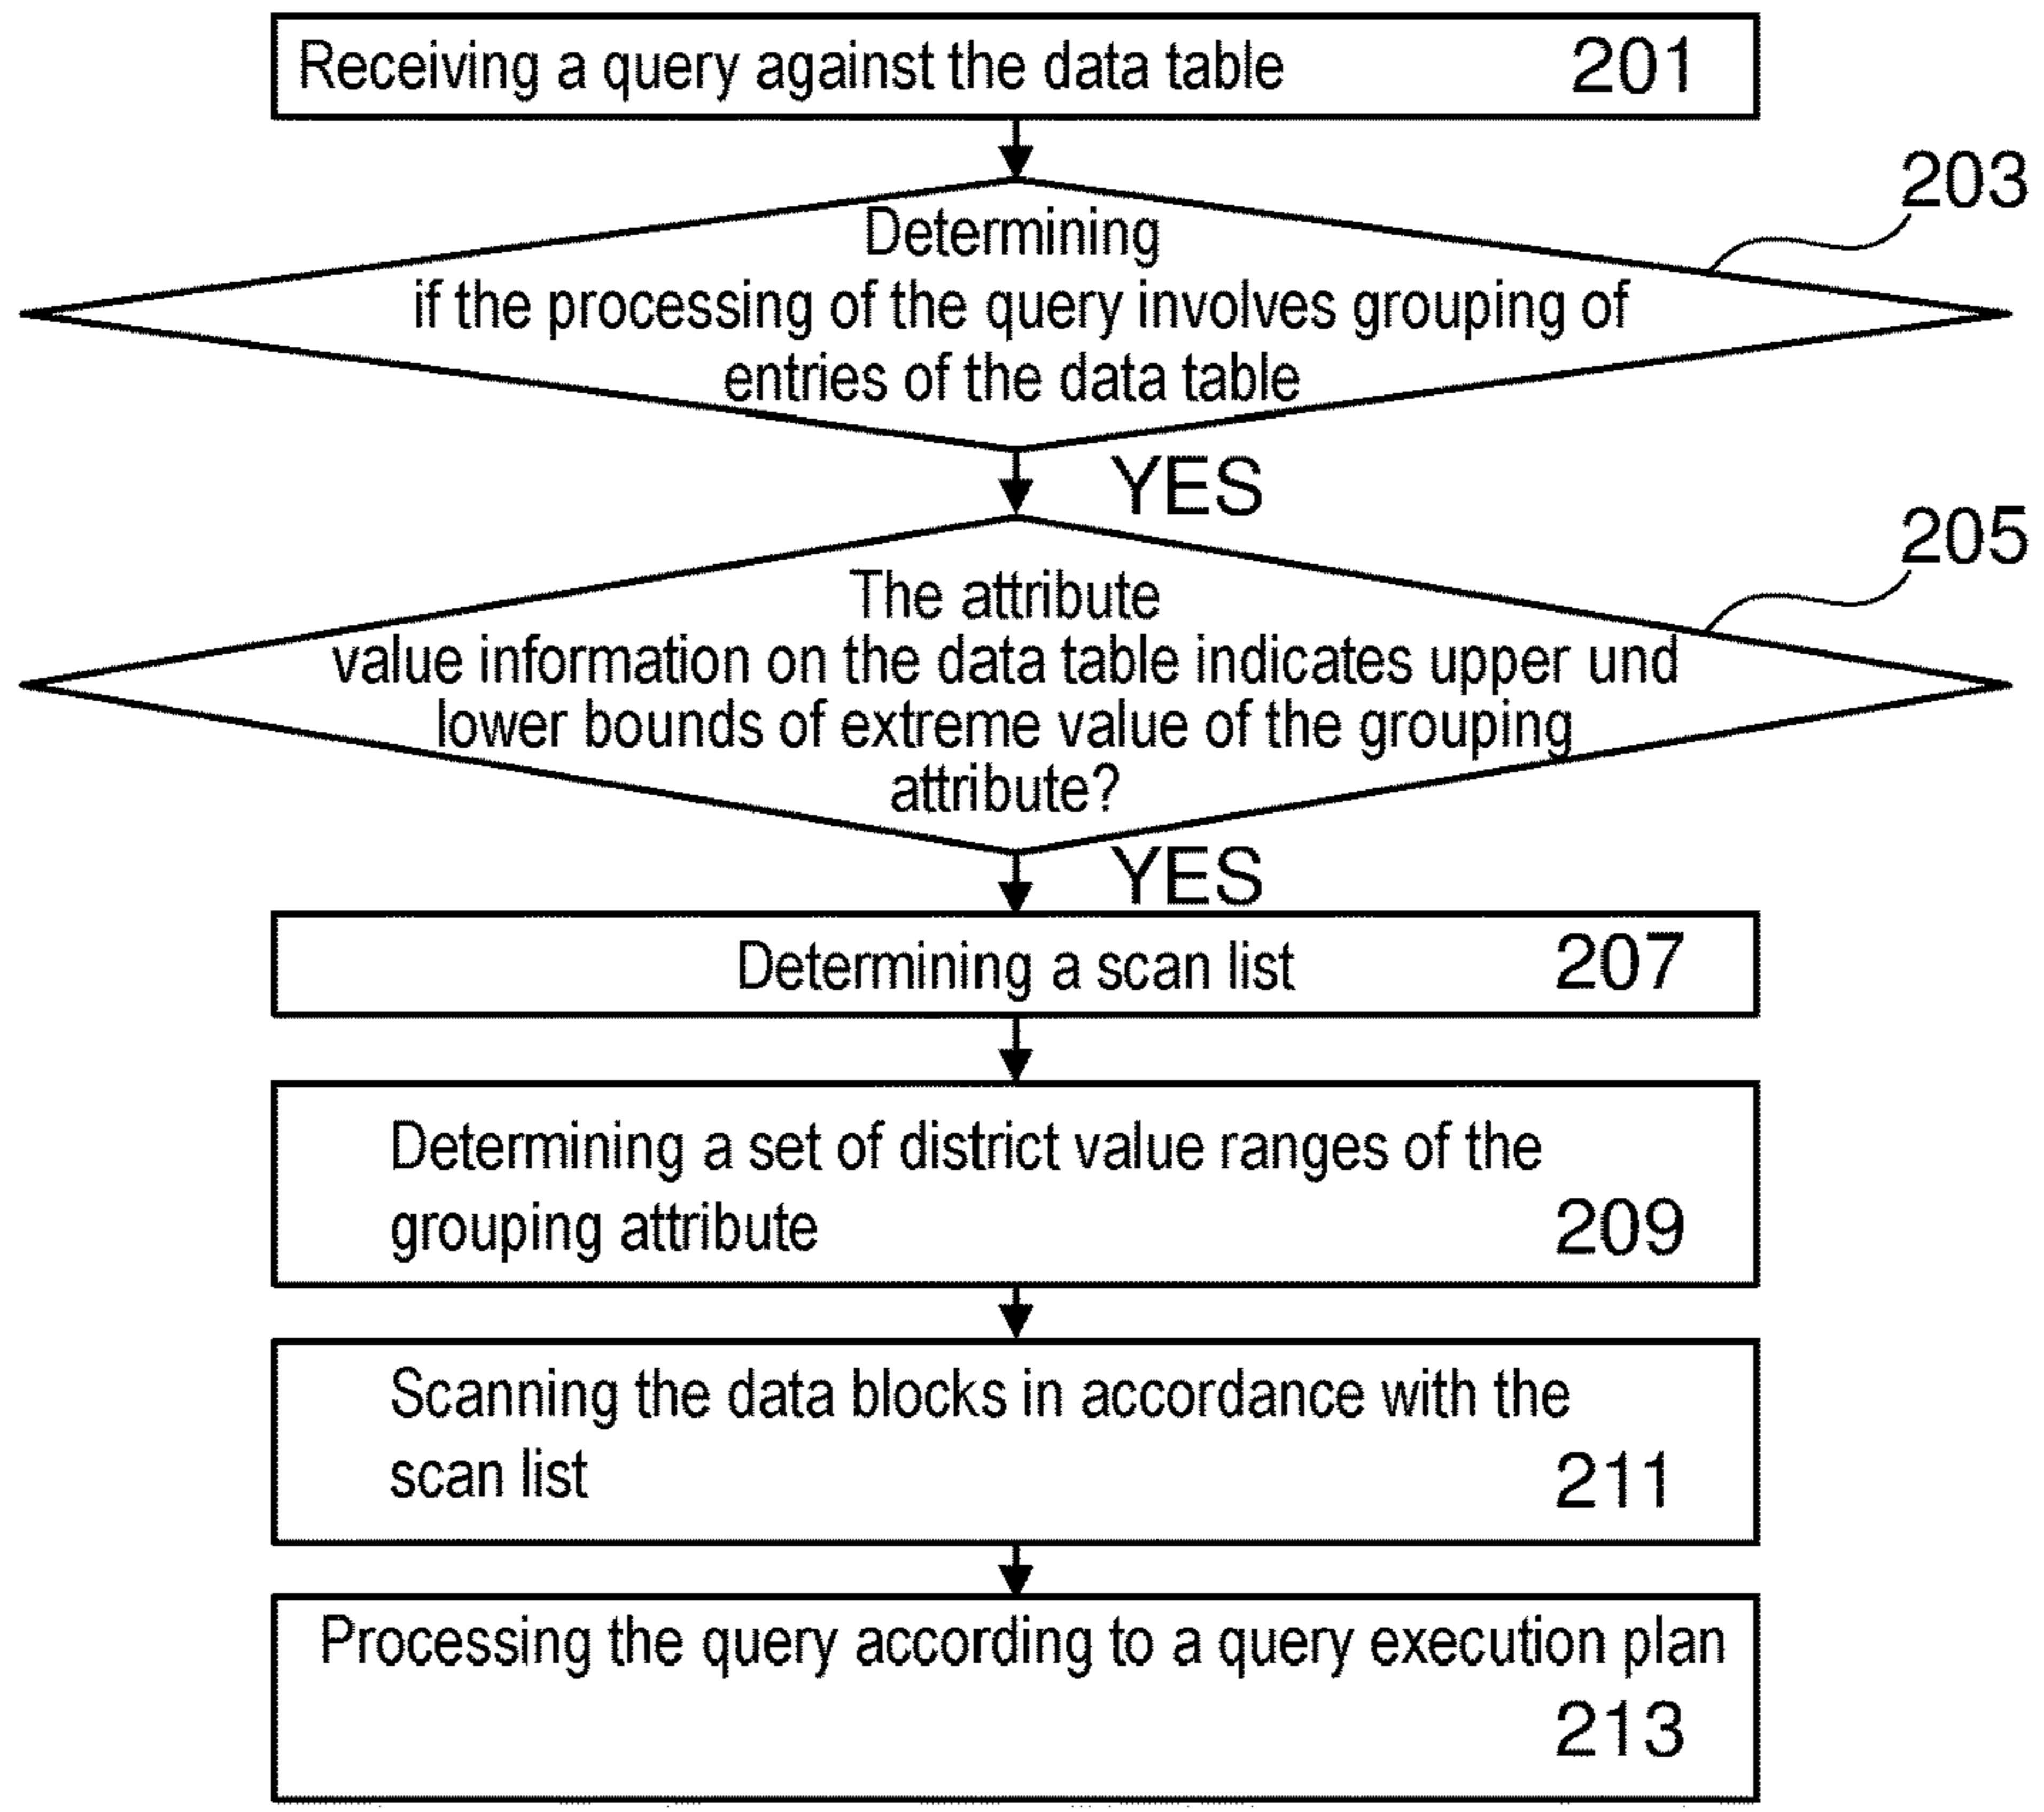 Receiving a query against the data table 201
203
Determining
if the processing of the query involves grouping of
entries of the data table
YES
205
The attribute
value information on the data table indicates upper und
lower bounds of extreme value of the grouping
attribute?
YES
Determining a scan list 207
Determining a set of district value ranges of the
grouping attribute 209
Scanning the data blocks in accordance with the
scan list 211
Processing the query according to a query execution plan
213